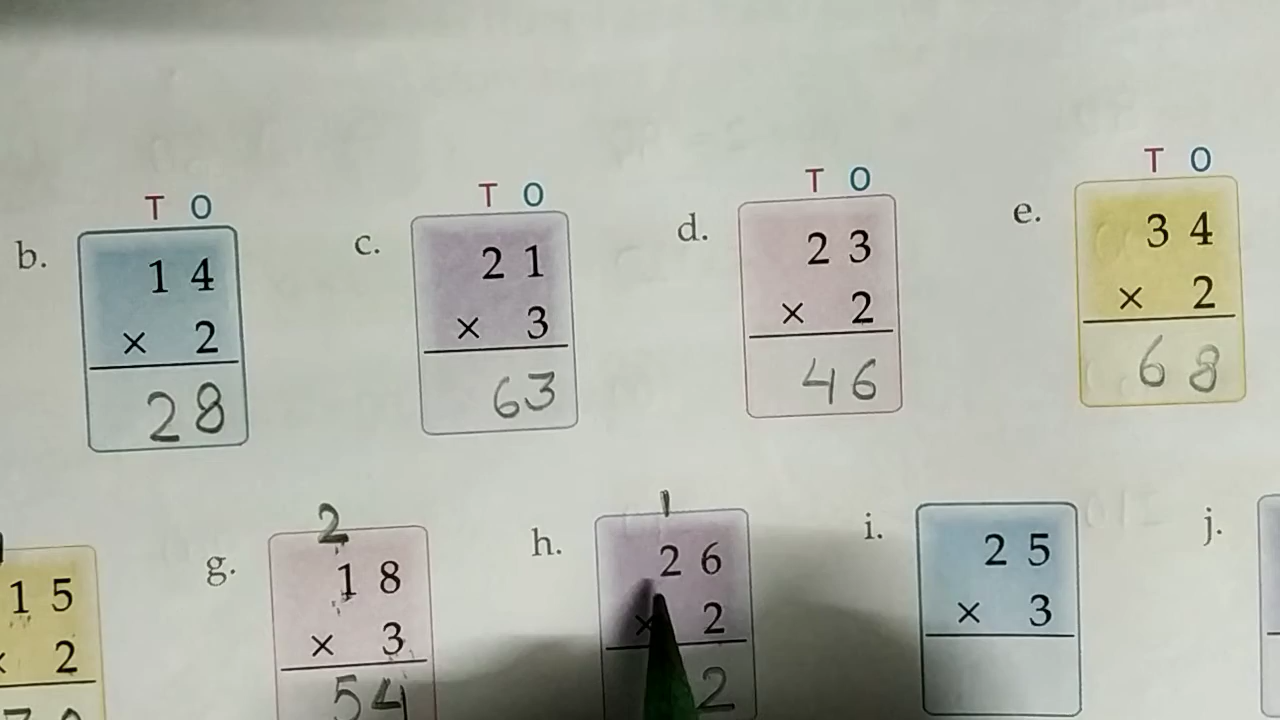 T O T O T O T O
b. c. d. e.
1 4 2 1 2 3 3 4
× 2 × 3 × 2 × 2
28 63 46 68
2 1
g. h. i. j.
1 5 1 8 2 6 2 5
× 2 × 3 × 2 × 3
54 2